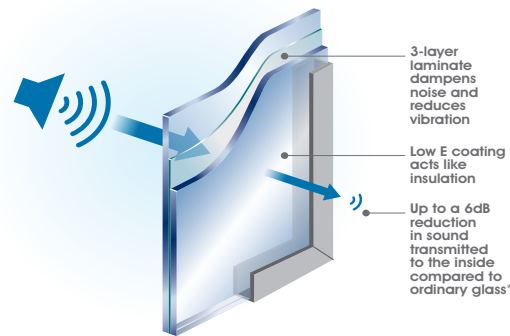 3-layer
laminate
dampens
noise and
reduces
vibration
Low E coating
acts like
insulation
Up to a 6dB
reduction
in sound
transmitted
to the inside
compared to
ordinary glass*